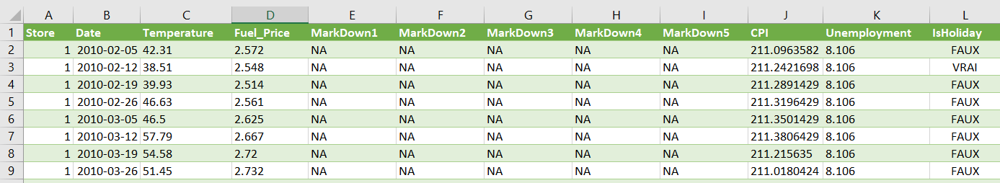 A B C D E F G H I J K L
1 Store Date Temperature Fuel_Price MarkDown1 MarkDown2 MarkDown3 MarkDown4 MarkDown5 CPI Unemployment IsHoliday
2 1 2010-02-05 42.31 2.572 NA NA NA NA NA 211.0963582 8.106 FAUX
3 1 2010-02-12 38.51 2.548 NA NA NA NA NA 211.2421698 8.106 VRAI
4 1 2010-02-19 39.93 2.514 NA NA NA NA NA 211.2891429 8.106 FAUX
5 1 2010-02-26 46.63 2.561 NA NA NA NA NA 211.3196429 8.106 FAUX
6 1 2010-03-05 46.5 2.625 NA NA NA NA NA 211.3501429 8.106 FAUX
7 1 2010-03-12 57.79 2.667 NA NA NA NA NA 211.3806429 8.106 FAUX
8 1 2010-03-19 54.58 2.72 NA NA NA NA NA 211.215635 8.106 FAUX
9 1 2010-03-26 51.45 2.732 NA NA NA NA NA 211.0180424 8.106 FAUX